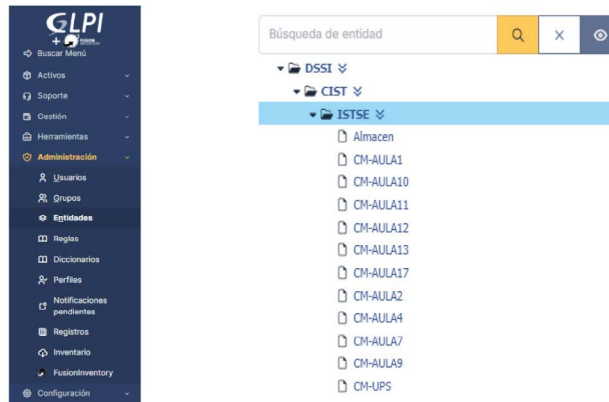 GLPI
+ FUSION
Buscar Menú
Activos
Soporte
Gestión
Herramientas
Administración
Usuarios
Grupos
Entidades
Reglas
Diccionarios
Perfiles
Notificaciones
pendientes
Registros
Inventario
FusionInventory
Configuración
Búsqueda de entidad
DSSI
CIST
ISTSE
Almacen
CM-AULA1
CM-AULA10
CM-AULA11
CM-AULA12
CM-AULA13
CM-AULA17
CM-AULA2
CM-AULA4
CM-AULA7
CM-AULA9
CM-UPS